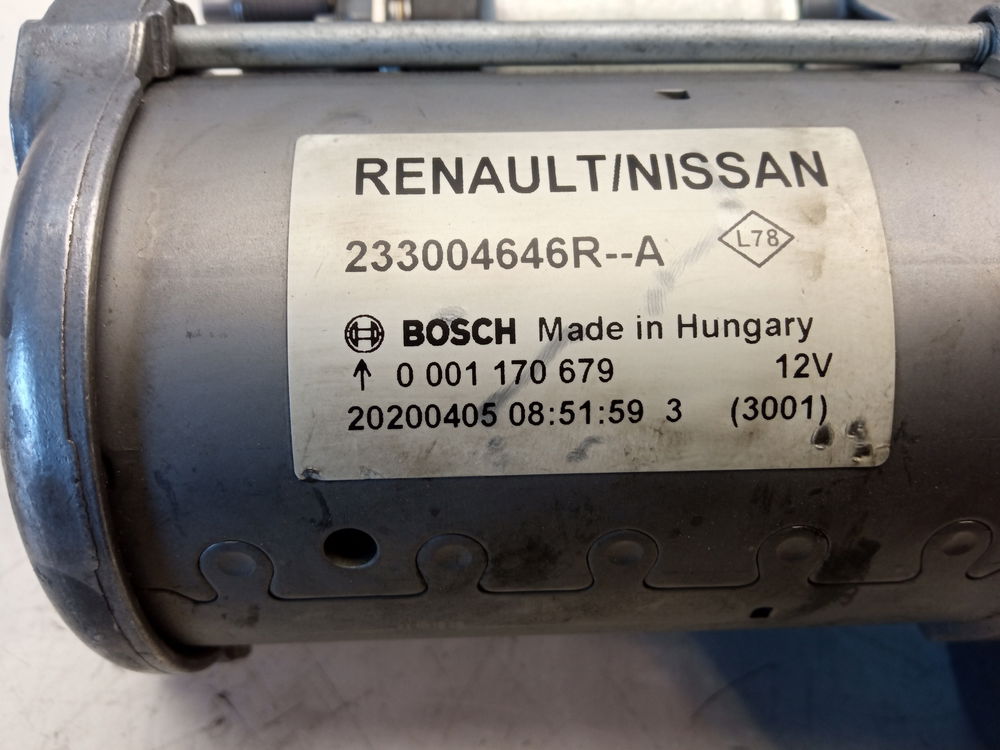 RENAULT/NISSAN
233004646R--A
L78
BOSCH Made in Hungary
↑ 0 001 170 679 12V
20200405 08:51:59 3 (3001)